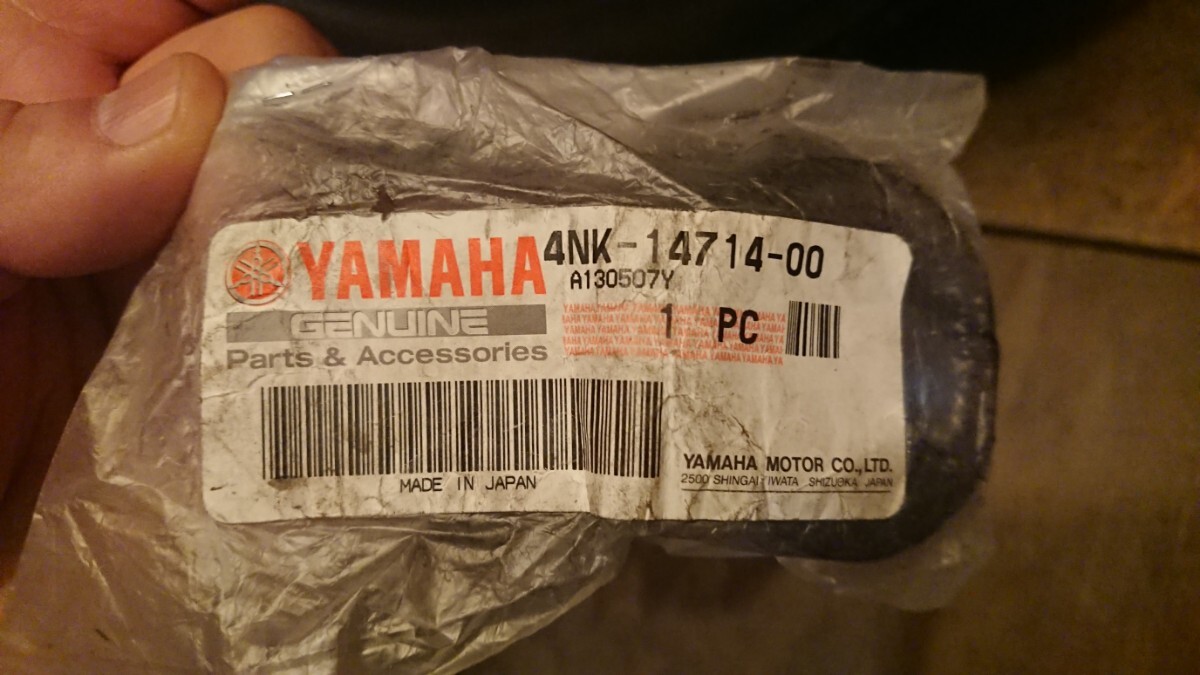 YAMAHA 4NK-14714-00
A130507Y
GENUINE
1 PC
Parts & Accessories
YAMAHA MOTOR CO.,LTD.
2500 SHINGAI IWATA SHIZUOKA JAPAN
MADE IN JAPAN